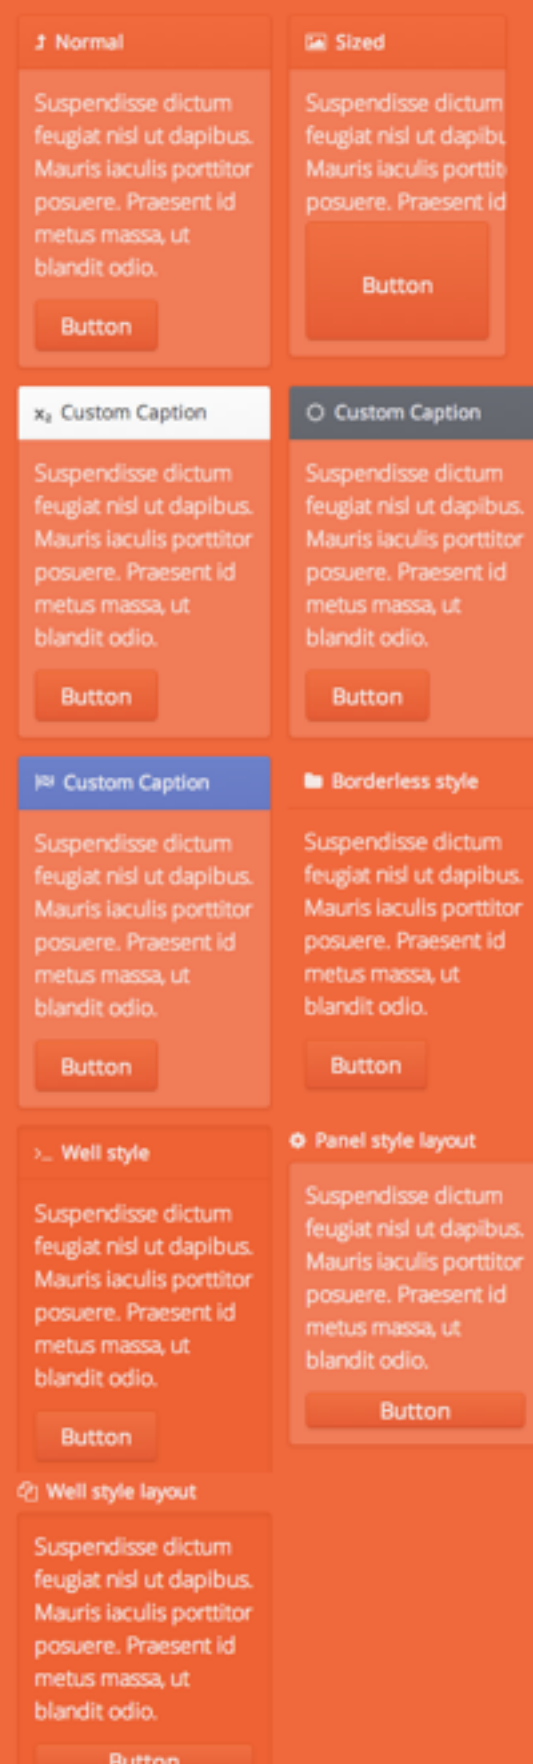 Normal
Suspendisse dictum
feugiat nisl ut dapibus.
Mauris iaculis porttitor
posuere. Praesent id
metus massa, ut
blandit odio.
Button
Sized
Suspendisse dictum
feugiat nisl ut dapibu
Mauris iaculis porttit
posuere. Praesent id
Button
x₂ Custom Caption
Suspendisse dictum
feugiat nisl ut dapibus.
Mauris iaculis porttitor
posuere. Praesent id
metus massa, ut
blandit odio.
Button
Custom Caption
Suspendisse dictum
feugiat nisl ut dapibus.
Mauris iaculis porttitor
posuere. Praesent id
metus massa, ut
blandit odio.
Button
Custom Caption
Suspendisse dictum
feugiat nisl ut dapibus.
Mauris iaculis porttitor
posuere. Praesent id
metus massa, ut
blandit odio.
Button
Borderless style
Suspendisse dictum
feugiat nisl ut dapibus.
Mauris iaculis porttitor
posuere. Praesent id
metus massa, ut
blandit odio.
Button
>_ Well style
Suspendisse dictum
feugiat nisl ut dapibus.
Mauris iaculis porttitor
posuere. Praesent id
metus massa, ut
blandit odio.
Button
Panel style layout
Suspendisse dictum
feugiat nisl ut dapibus.
Mauris iaculis porttitor
posuere. Praesent id
metus massa, ut
blandit odio.
Button
Well style layout
Suspendisse dictum
feugiat nisl ut dapibus.
Mauris iaculis porttitor
posuere. Praesent id
metus massa, ut
blandit odio.
Button